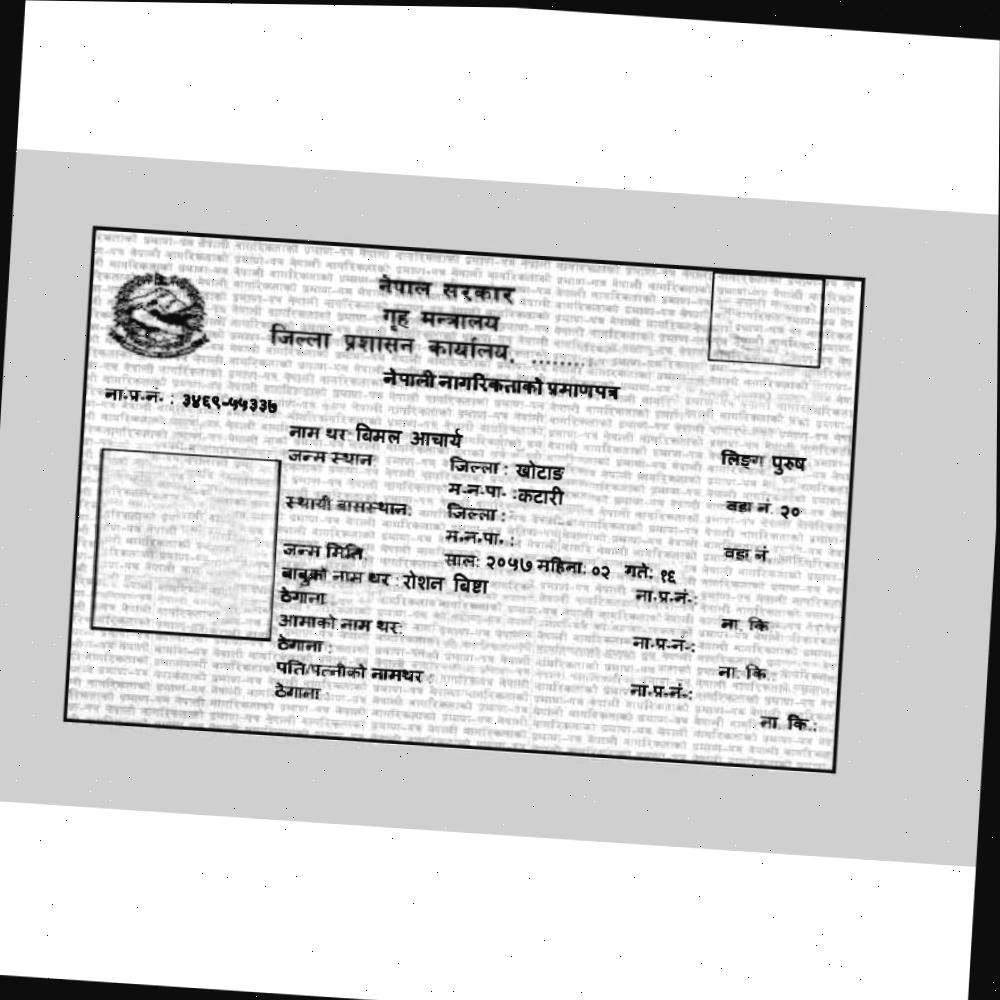 नेपाल सरकार
गृह मन्त्रालय
जिल्ला प्रशासन कार्यालय, .........
नेपाली नागरिकताको प्रमाणपत्र
ना.प्र.नं. : ३४६९-५५३३७
नाम थर: बिमल आचार्य लिङ्ग पुरुष
जन्म स्थान: जिल्ला : खोटाङ
म.न.पा. :कटारी वडा नं. २०
स्थायी बासस्थान: जिल्ला :
म.न.पा. : वडा नं.
जन्म मिति: साल: २०५७ महिना: ०२ गते: १६
बाबुको नाम थर : रोशन बिष्टा ना.प्र.नं.:
ठेगाना: ना. कि.
आमाको नाम थर: ना.प्र.नं.:
ठेगाना : ना. कि.:
पति/पत्नीको नामथर : ना.प्र.नं.:
ठेगाना: ना. कि.: